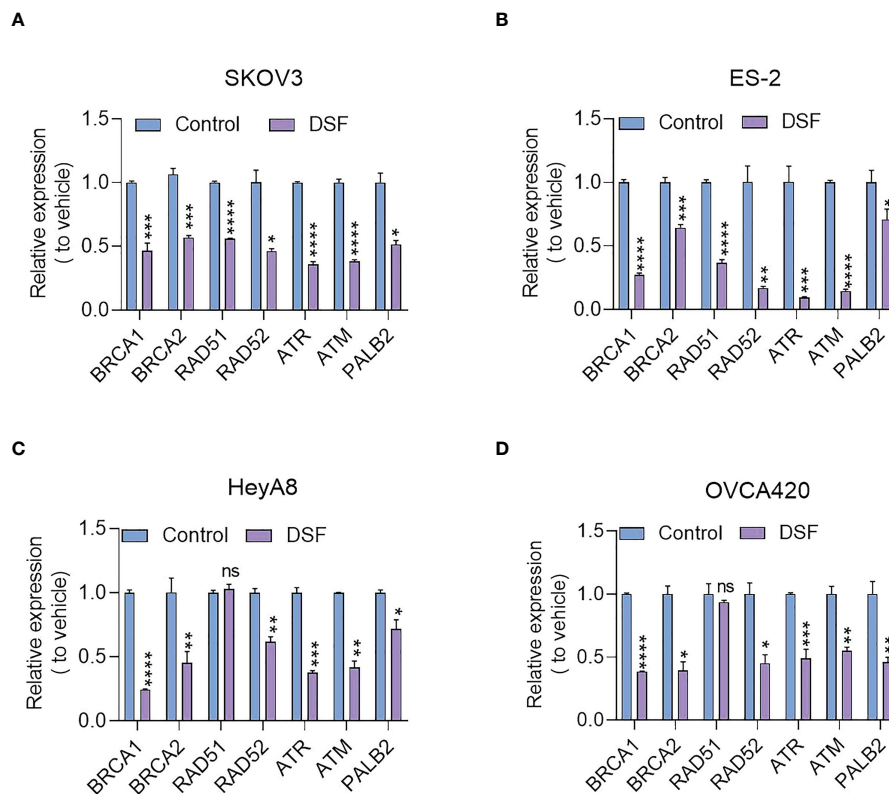 A
SKOV3
Relative expression
( to vehicle)
1.5
1.0
0.5
0.0
Control
DSF
***
***
****
*
****
****
*
BRCA1
BRCA2
RAD51
RAD52
ATR
ATM
PALB2
B
ES-2
Relative expression
( to vehicle)
1.5
1.0
0.5
0.0
Control
DSF
****
***
****
**
***
****
*
BRCA1
BRCA2
RAD51
RAD52
ATR
ATM
PALB2
C
HeyA8
Relative expression
( to vehicle)
1.5
1.0
0.5
0.0
Control
DSF
****
**
ns
**
***
**
*
BRCA1
BRCA2
RAD51
RAD52
ATR
ATM
PALB2
D
OVCA420
Relative expression
( to vehicle)
1.5
1.0
0.5
0.0
Control
DSF
****
*
ns
*
***
**
**
BRCA1
BRCA2
RAD51
RAD52
ATR
ATM
PALB2